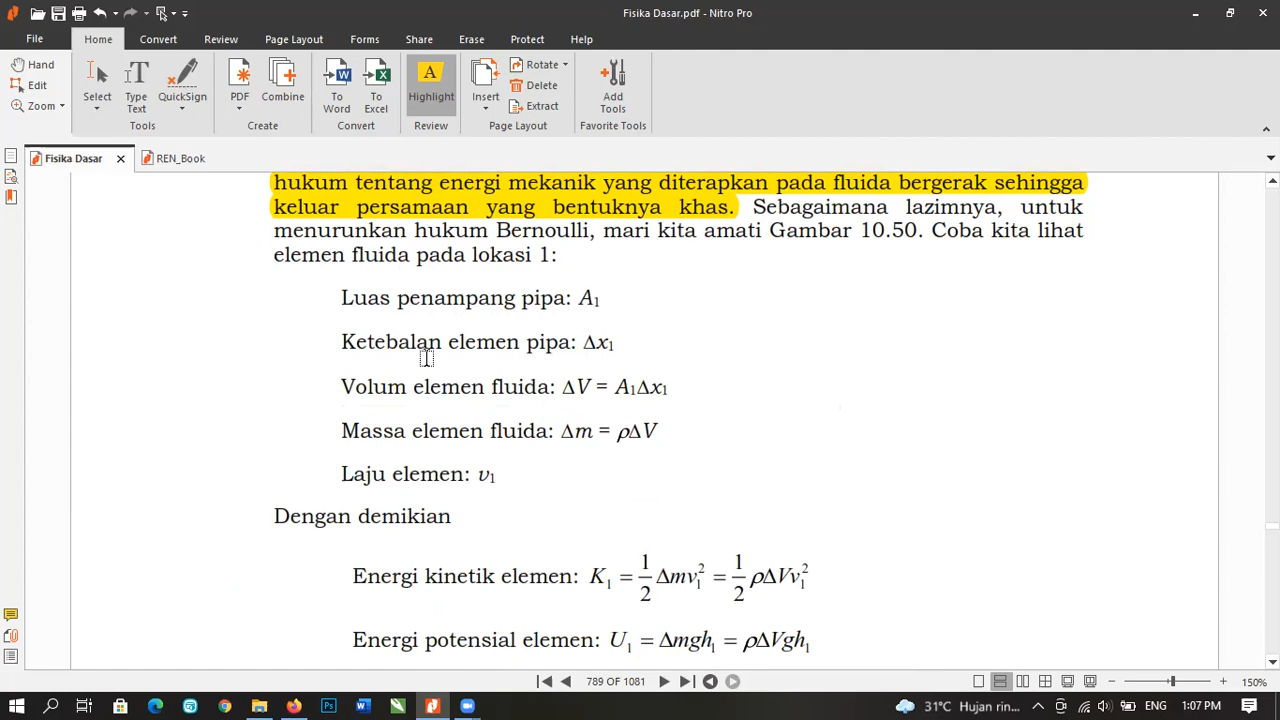 Fisika Dasar.pdf - Nitro Pro
File Home Convert Review Page Layout Forms Share Erase Protect Help
Hand
Edit
Zoom
Select
Type Text
QuickSign
Tools
PDF
Combine
Create
To Word
To Excel
Convert
A
Highlight
Review
Insert
Rotate
Delete
Extract
Page Layout
Add Tools
Favorite Tools
Fisika Dasar REN_Book
hukum tentang energi mekanik yang diterapkan pada fluida bergerak sehingga
keluar persamaan yang bentuknya khas. Sebagaimana lazimnya, untuk
menurunkan hukum Bernoulli, mari kita amati Gambar 10.50. Coba kita lihat
elemen fluida pada lokasi 1:
Luas penampang pipa: A₁
Ketebalan elemen pipa: Δx₁
Volum elemen fluida: ΔV = A₁Δx₁
Massa elemen fluida: Δm = ρΔV
Laju elemen: v₁
Dengan demikian
Energi kinetik elemen: K₁ = 1/2 Δmv₁² = 1/2 ρΔVv₁²
Energi potensial elemen: U₁ = Δmgh₁ = ρΔVgh₁
789 OF 1081
150%
31°C Hujan rin... ENG 1:07 PM